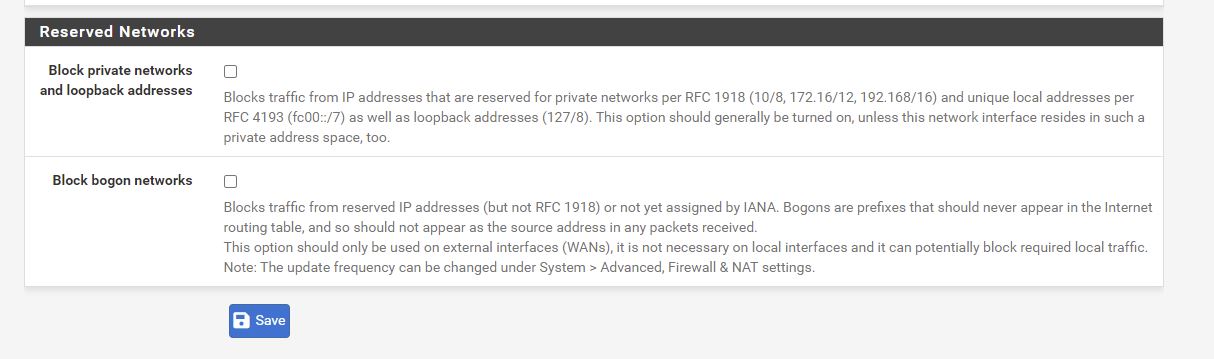 Reserved Networks
Block private networks
and loopback addresses
Blocks traffic from IP addresses that are reserved for private networks per RFC 1918 (10/8, 172.16/12, 192.168/16) and unique local addresses per
RFC 4193 (fc00::/7) as well as loopback addresses (127/8). This option should generally be turned on, unless this network interface resides in such a
private address space, too.
Block bogon networks
Blocks traffic from reserved IP addresses (but not RFC 1918) or not yet assigned by IANA. Bogons are prefixes that should never appear in the Internet
routing table, and so should not appear as the source address in any packets received.
This option should only be used on external interfaces (WANs), it is not necessary on local interfaces and it can potentially block required local traffic.
Note: The update frequency can be changed under System > Advanced, Firewall & NAT settings.
Save